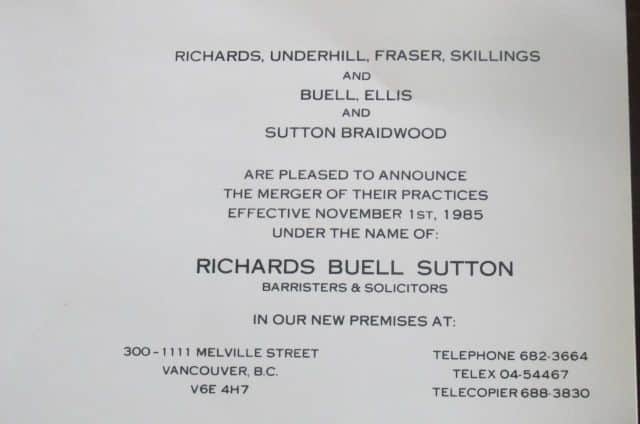 RICHARDS, UNDERHILL, FRASER, SKILLINGS
AND
BUELL, ELLIS
AND
SUTTON BRAIDWOOD
ARE PLEASED TO ANNOUNCE
THE MERGER OF THEIR PRACTICES
EFFECTIVE NOVEMBER 1ST, 1985
UNDER THE NAME OF:
RICHARDS BUELL SUTTON
BARRISTERS & SOLICITORS
IN OUR NEW PREMISES AT:
300-1111 MELVILLE STREET
VANCOUVER, B.C.
V6E 4H7
TELEPHONE 682-3664
TELEX 04-54467
TELECOPIER 688-3830